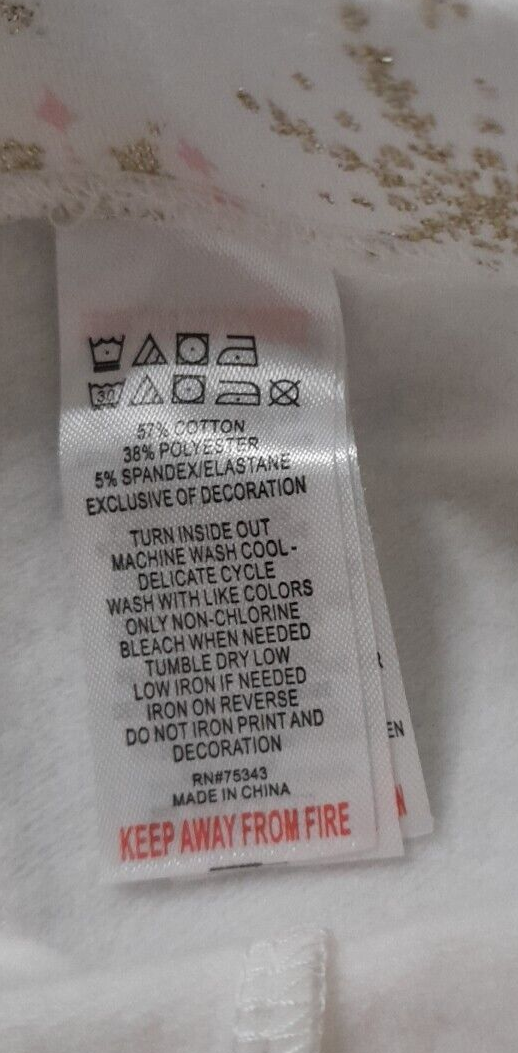 30
57% COTTON
38% POLYESTER
5% SPANDEX/ELASTANE
EXCLUSIVE OF DECORATION
TURN INSIDE OUT
MACHINE WASH COOL-
DELICATE CYCLE
WASH WITH LIKE COLORS
ONLY NON-CHLORINE
BLEACH WHEN NEEDED
TUMBLE DRY LOW
LOW IRON IF NEEDED
IRON ON REVERSE
DO NOT IRON PRINT AND
DECORATION
RN#75343
MADE IN CHINA
KEEP AWAY FROM FIRE
EN
N